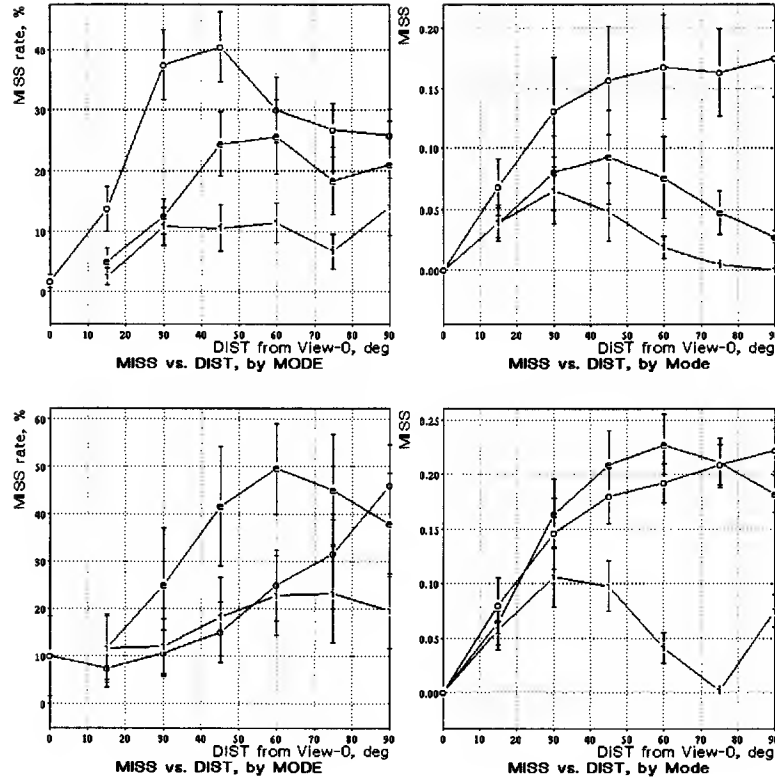 MISS rate, %
40
30
20
10
0
0 10 20 30 40 50 60 70 80 90
DIST from View-0, deg
MISS vs. DIST, by MODE
MISS
0.20
0.15
0.10
0.05
0.00
0 10 20 30 40 50 60 70 80 90
DIST from View-0, deg
MISS vs. DIST, by Mode
MISS rate, %
60
50
40
30
20
10
0
0 10 20 30 40 50 60 70 80 90
DIST from View-0, deg
MISS vs. DIST, by MODE
MISS
0.25
0.20
0.15
0.10
0.05
0.00
0 10 20 30 40 50 60 70 80 90
DIST from View-0, deg
MISS vs. DIST, by Mode